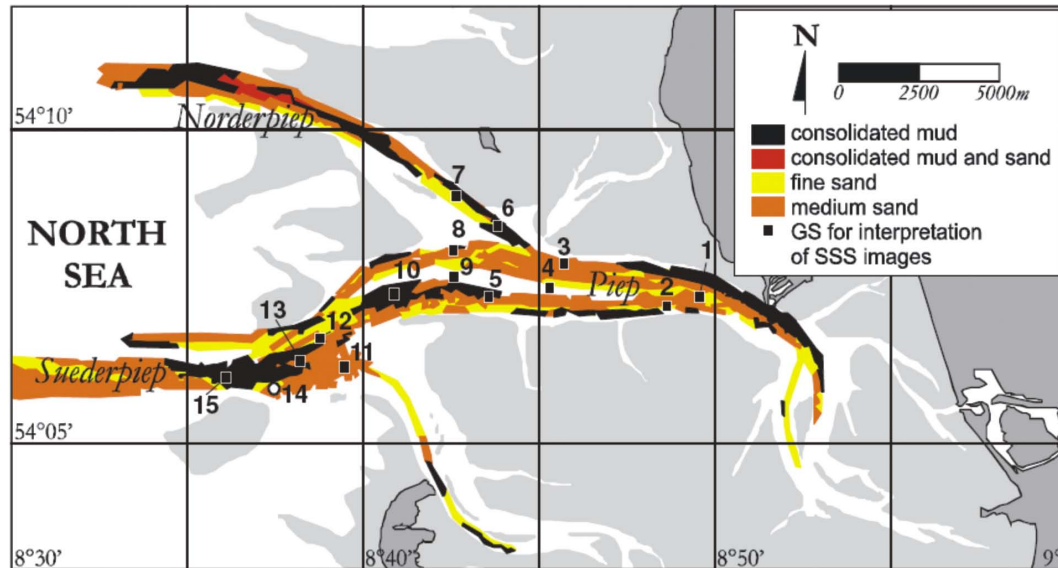 N
0 2500 5000m
consolidated mud
consolidated mud and sand
fine sand
medium sand
GS for interpretation
of SSS images
54°10'
Norderpiep
NORTH
SEA
7
6
8
3
1
9
4
10
5
Piep
2
13
12
11
Suederpiep
15
14
54°05'
8°30'
8°40'
8°50'
9°